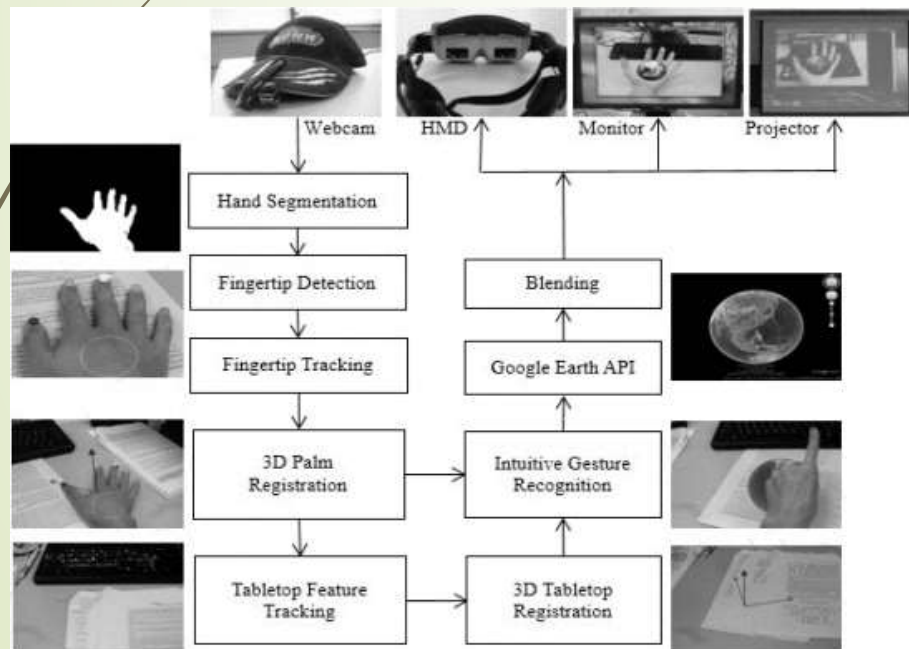 Webcam
HMD
Monitor
Projector
Hand Segmentation
Fingertip Detection
Fingertip Tracking
3D Palm
Registration
Tabletop Feature
Tracking
Blending
Google Earth API
Intuitive Gesture
Recognition
3D Tabletop
Registration